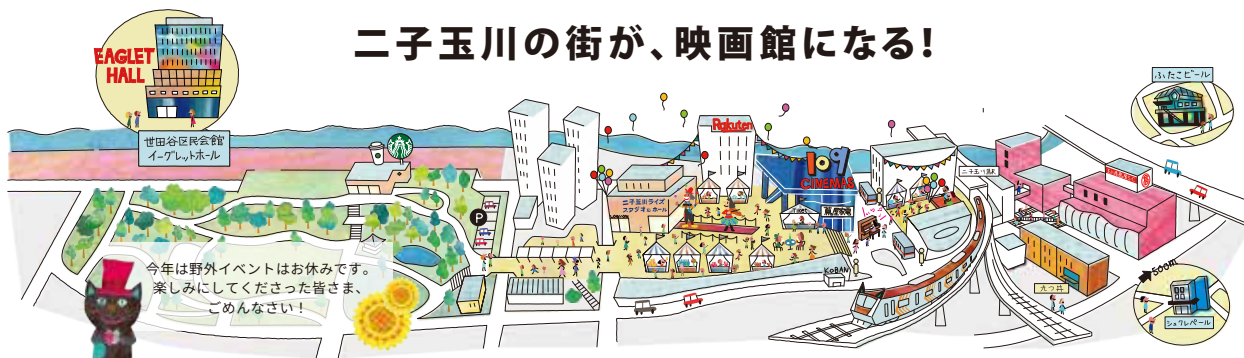 二子玉川の街が、映画館になる!
EAGLET
HALL
世田谷区民会館
イーグレットホール
ふたこビール
Rakuten
109
CINEMAS
二子玉川駅
二子玉川ライズ
スタジオ&ホール
P
KOBAN
500m
シュクレペール
今年は野外イベントはお休みです。
楽しみにしてくださった皆さま、
ごめんなさい!